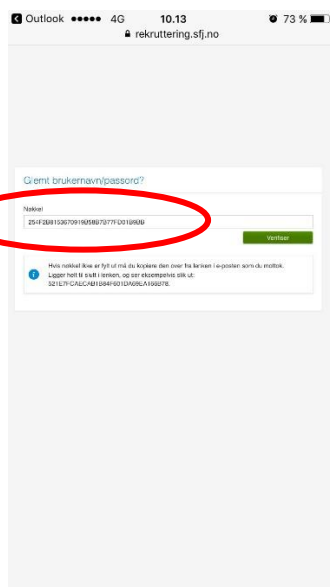 Outlook 4G 10.13 73 %
rekruttering.sfj.no
Glemt brukernavn/passord?
Nøkkel
Verifiser
Hvis nøkkel ikke er fylt ut må du kopiere den over fra lenken i e-posten som du mottok.
Ligger helt til slutt i lenken, og ser eksempelvis slik ut: